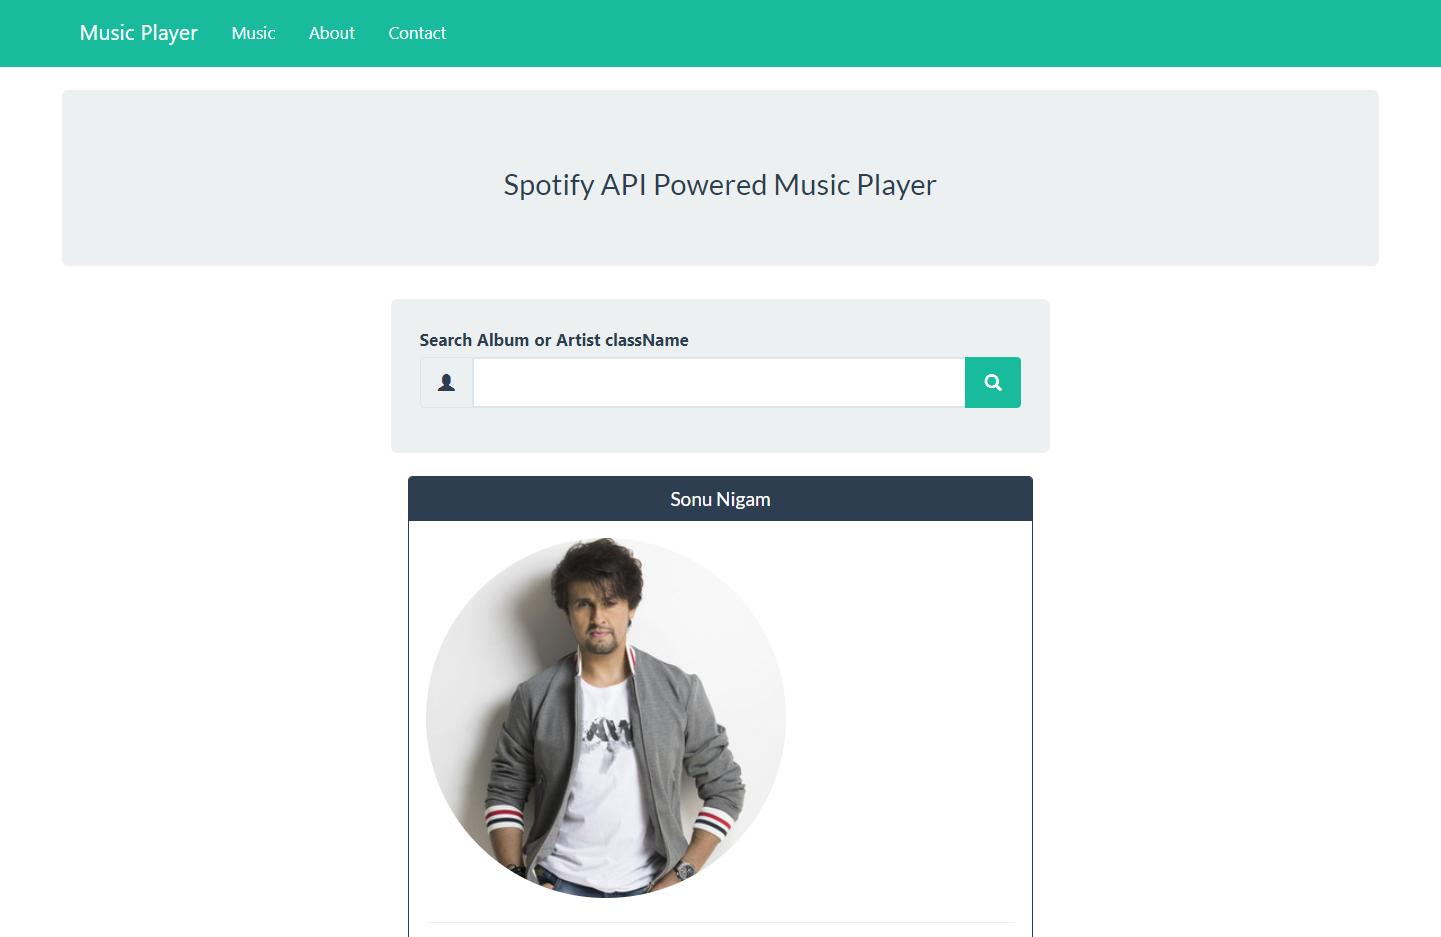 Music Player Music About Contact
Spotify API Powered Music Player
Search Album or Artist className
Sonu Nigam